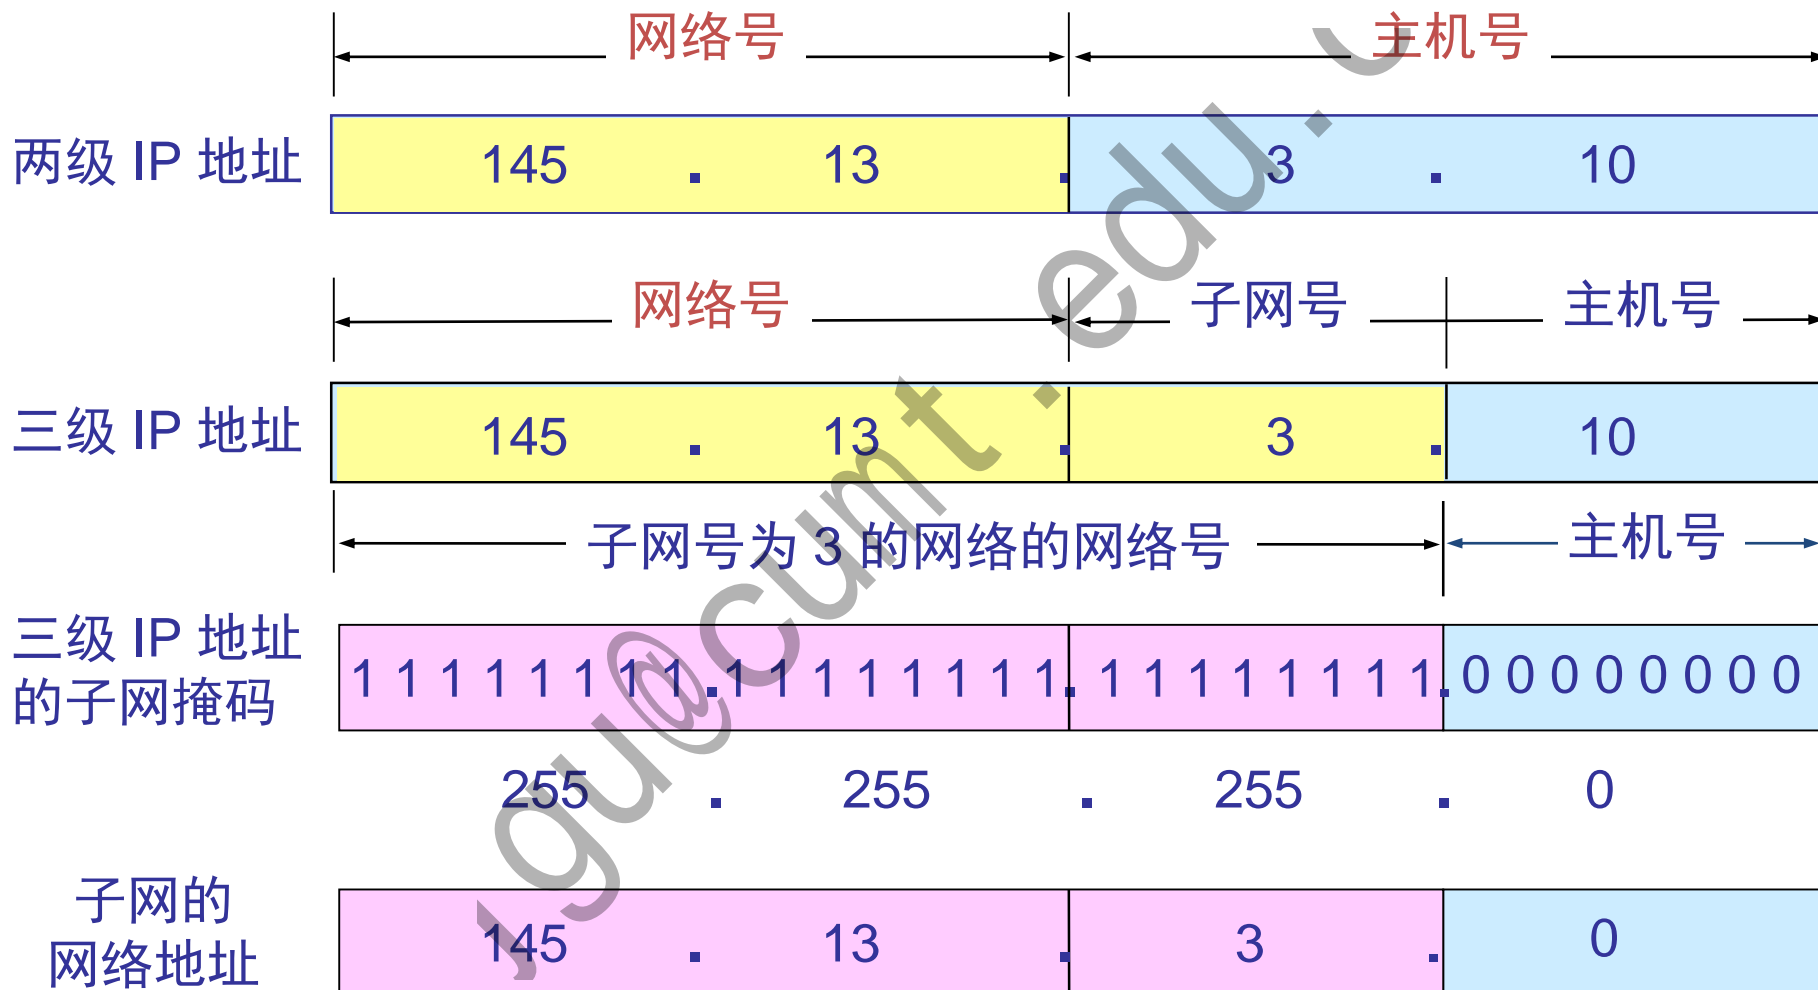 网络号 主机号
两级 IP 地址 145 . 13 . 3 . 10
网络号 子网号 主机号
三级 IP 地址 145 . 13 . 3 . 10
子网号为 3 的网络的网络号 主机号
三级 IP 地址
的子网掩码
1 1 1 1 1 1 1 1 . 1 1 1 1 1 1 1 1 . 1 1 1 1 1 1 1 1 . 0 0 0 0 0 0 0 0
255 . 255 . 255 . 0
子网的
网络地址
145 . 13 . 3 . 0
gu@cumt.edu.